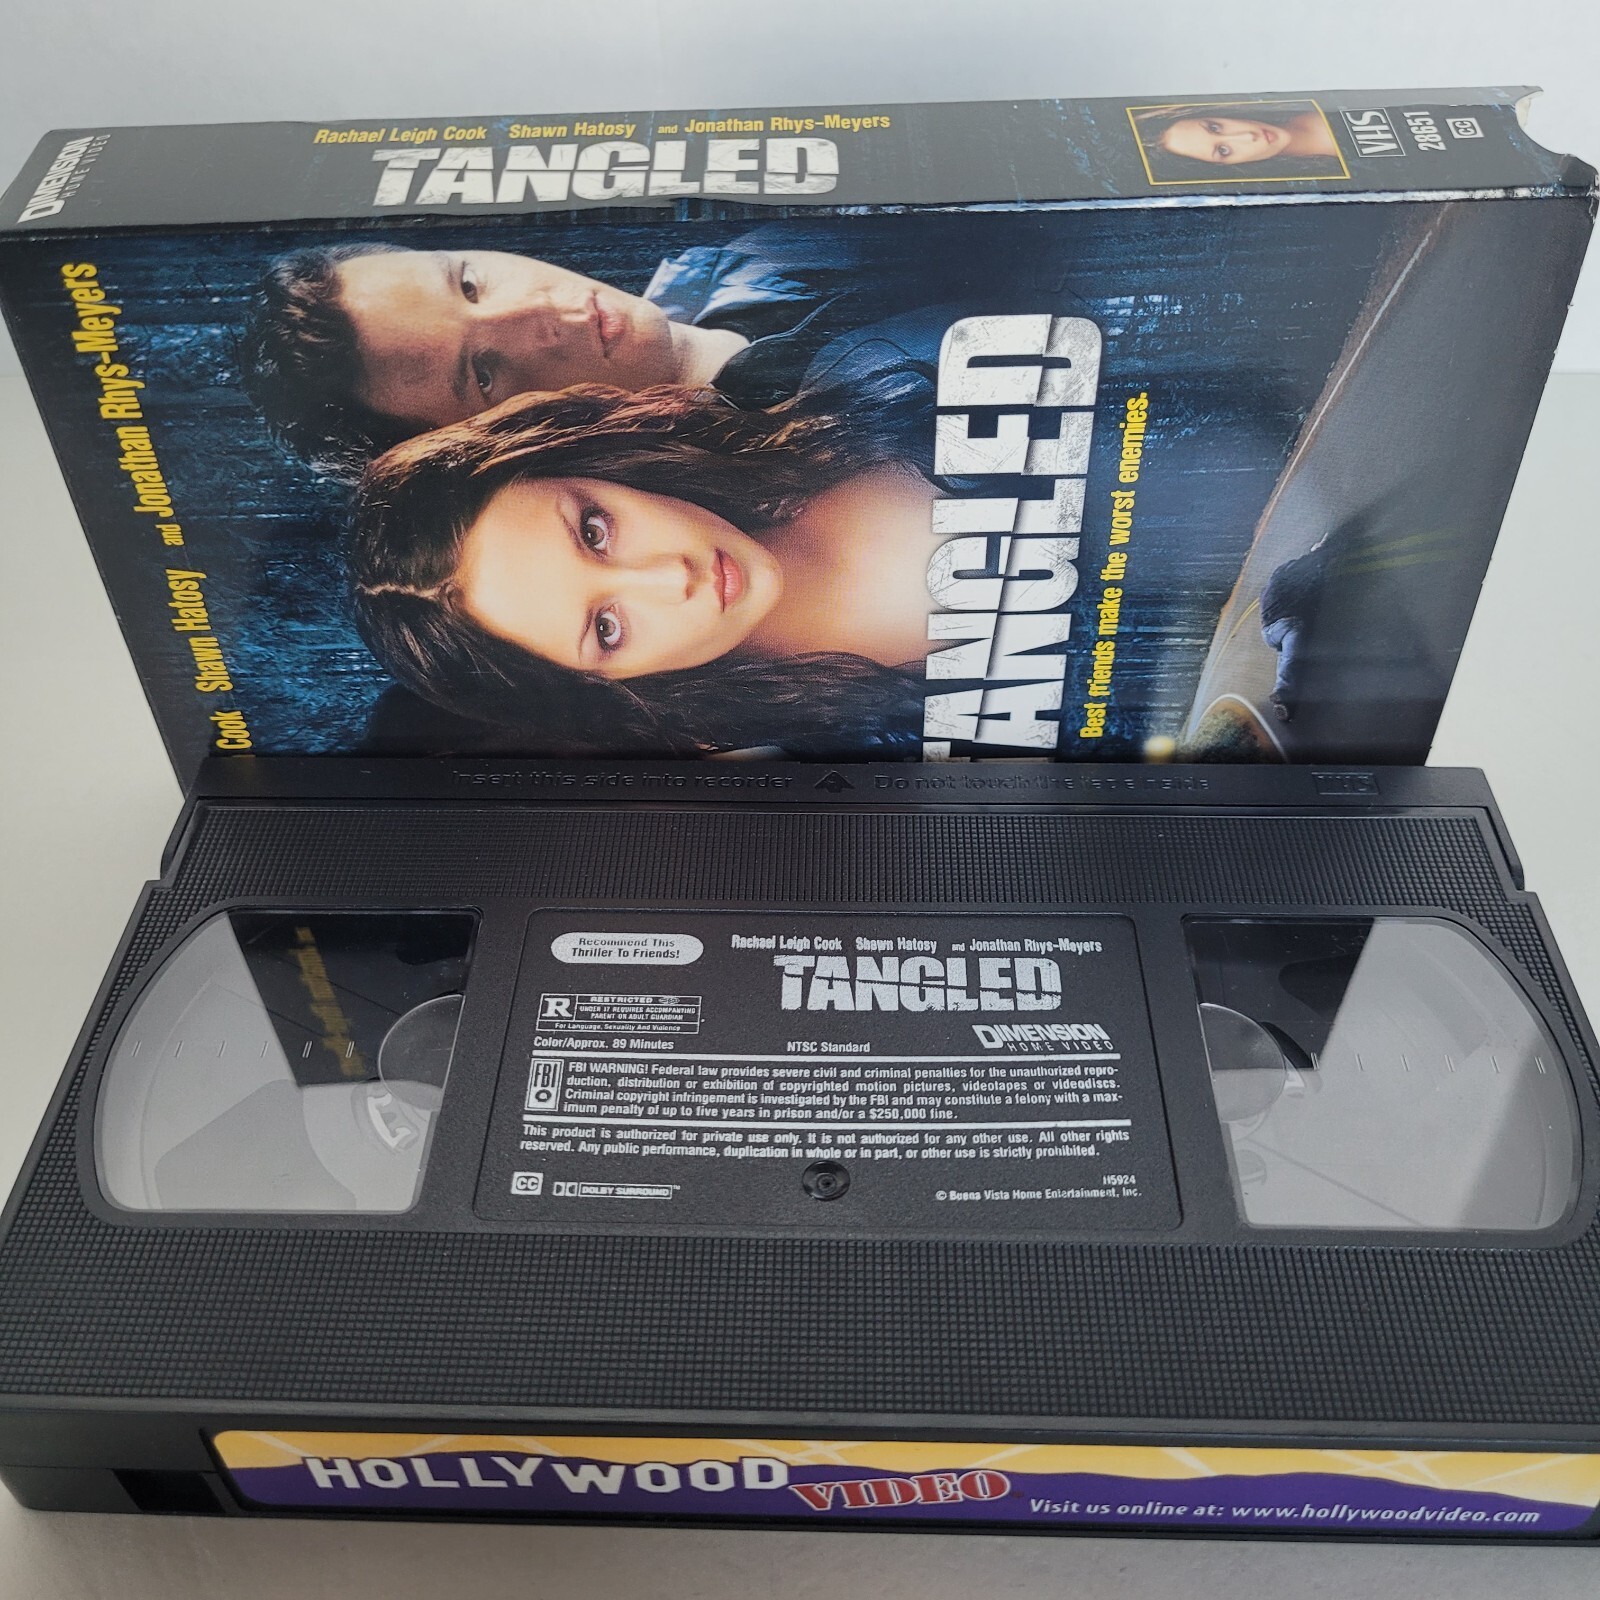 DIMENSION
HOME VIDEO
Rachael Leigh Cook Shawn Hatosy and Jonathan Rhys-Meyers
TANGLED
VHS
28651
CC
Cook Shawn Hatosy and Jonathan Rhys-Meyers
TANGLED
Best friends make the worst enemies.
Insert this side into recorder Do not touch the tape inside
VHS
Recommend This
Thriller To Friends!
Rachael Leigh Cook Shawn Hatosy and Jonathan Rhys-Meyers
TANGLED
R RESTRICTED
UNDER 17 REQUIRES ACCOMPANYING
PARENT OR ADULT GUARDIAN
For Language, Sexuality And Violence
Color/Approx. 89 Minutes
NTSC Standard
DIMENSION
HOME VIDEO
FBI
FBI WARNING! Federal law provides severe civil and criminal penalties for the unauthorized repro-
duction, distribution or exhibition of copyrighted motion pictures, videotapes or videodiscs.
Criminal copyright infringement is investigated by the FBI and may constitute a felony with a max-
imum penalty of up to five years in prison and/or a $250,000 fine.
This product is authorized for private use only. It is not authorized for any other use. All other rights
reserved. Any public performance, duplication in whole or in part, or other use is strictly prohibited.
CC DOLBY SURROUND™
H5924
© Buena Vista Home Entertainment, Inc.
HOLLYWOOD VIDEO
Visit us online at: www.hollywoodvideo.com